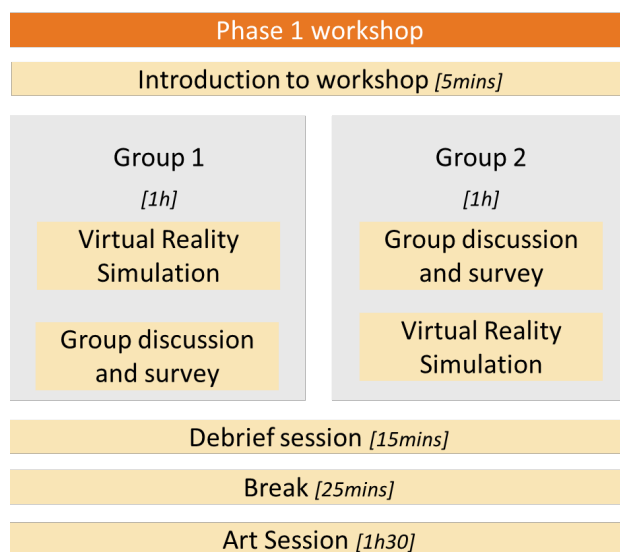 Phase 1 workshop
Introduction to workshop [5mins]
Group 1
[1h]
Virtual Reality
Simulation
Group discussion
and survey
Group 2
[1h]
Group discussion
and survey
Virtual Reality
Simulation
Debrief session [15mins]
Break [25mins]
Art Session [1h30]